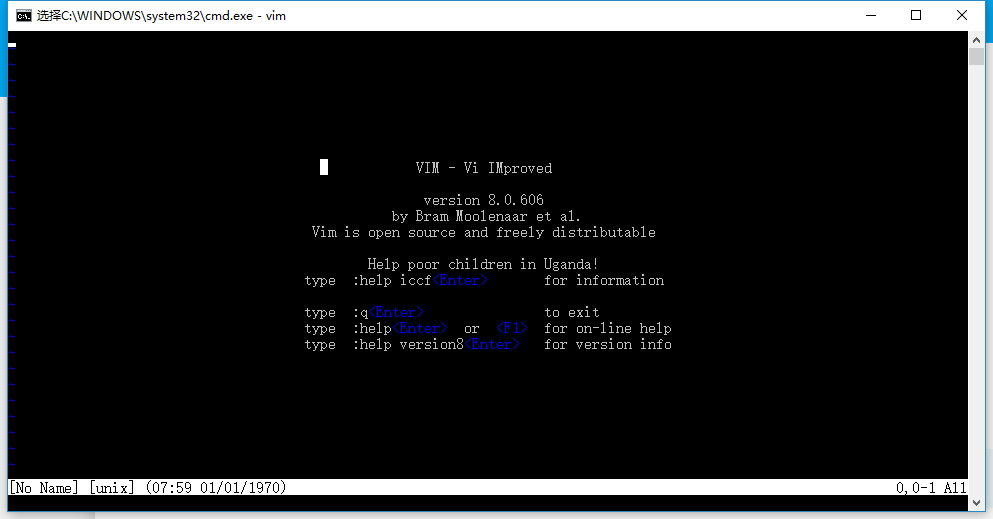 选择C:\WINDOWS\system32\cmd.exe - vim
~
~
~
~
~
~
~
~ VIM - Vi IMproved
~
~ version 8.0.606
~ by Bram Moolenaar et al.
~ Vim is open source and freely distributable
~
~ Help poor children in Uganda!
~ type :help iccf<Enter> for information
~
~ type :q<Enter> to exit
~ type :help<Enter> or <F1> for on-line help
~ type :help version8<Enter> for version info
~
~
~
~
~
~
~
[No Name] [unix] (07:59 01/01/1970) 0,0-1 All